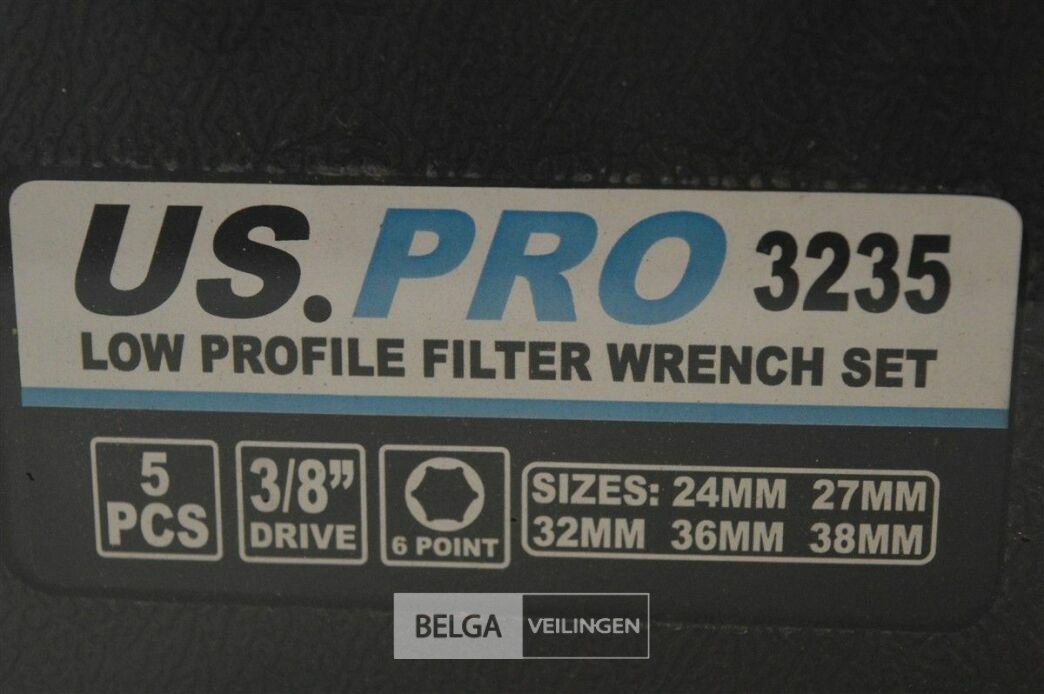 US.PRO 3235
LOW PROFILE FILTER WRENCH SET
5
PCS
3/8”
DRIVE
6 POINT
SIZES: 24MM 27MM
32MM 36MM 38MM
BELGA VEILINGEN